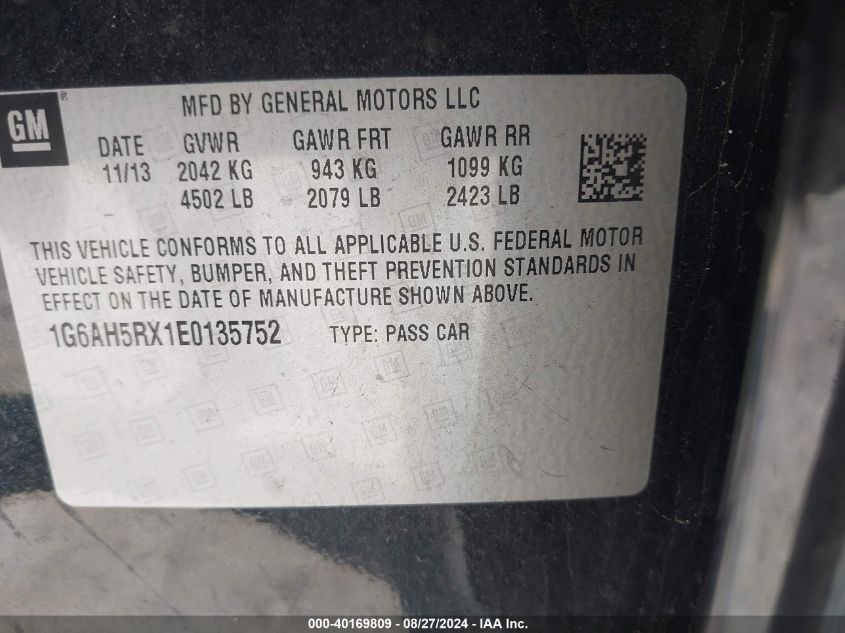 GM ®
MFD BY GENERAL MOTORS LLC
DATE GVWR GAWR FRT GAWR RR
11/13 2042 KG 943 KG 1099 KG
4502 LB 2079 LB 2423 LB
THIS VEHICLE CONFORMS TO ALL APPLICABLE U.S. FEDERAL MOTOR
VEHICLE SAFETY, BUMPER, AND THEFT PREVENTION STANDARDS IN
EFFECT ON THE DATE OF MANUFACTURE SHOWN ABOVE.
1G6AH5RX1E0135752 TYPE: PASS CAR
000-40169809 - 08/27/2024 - IAA Inc.